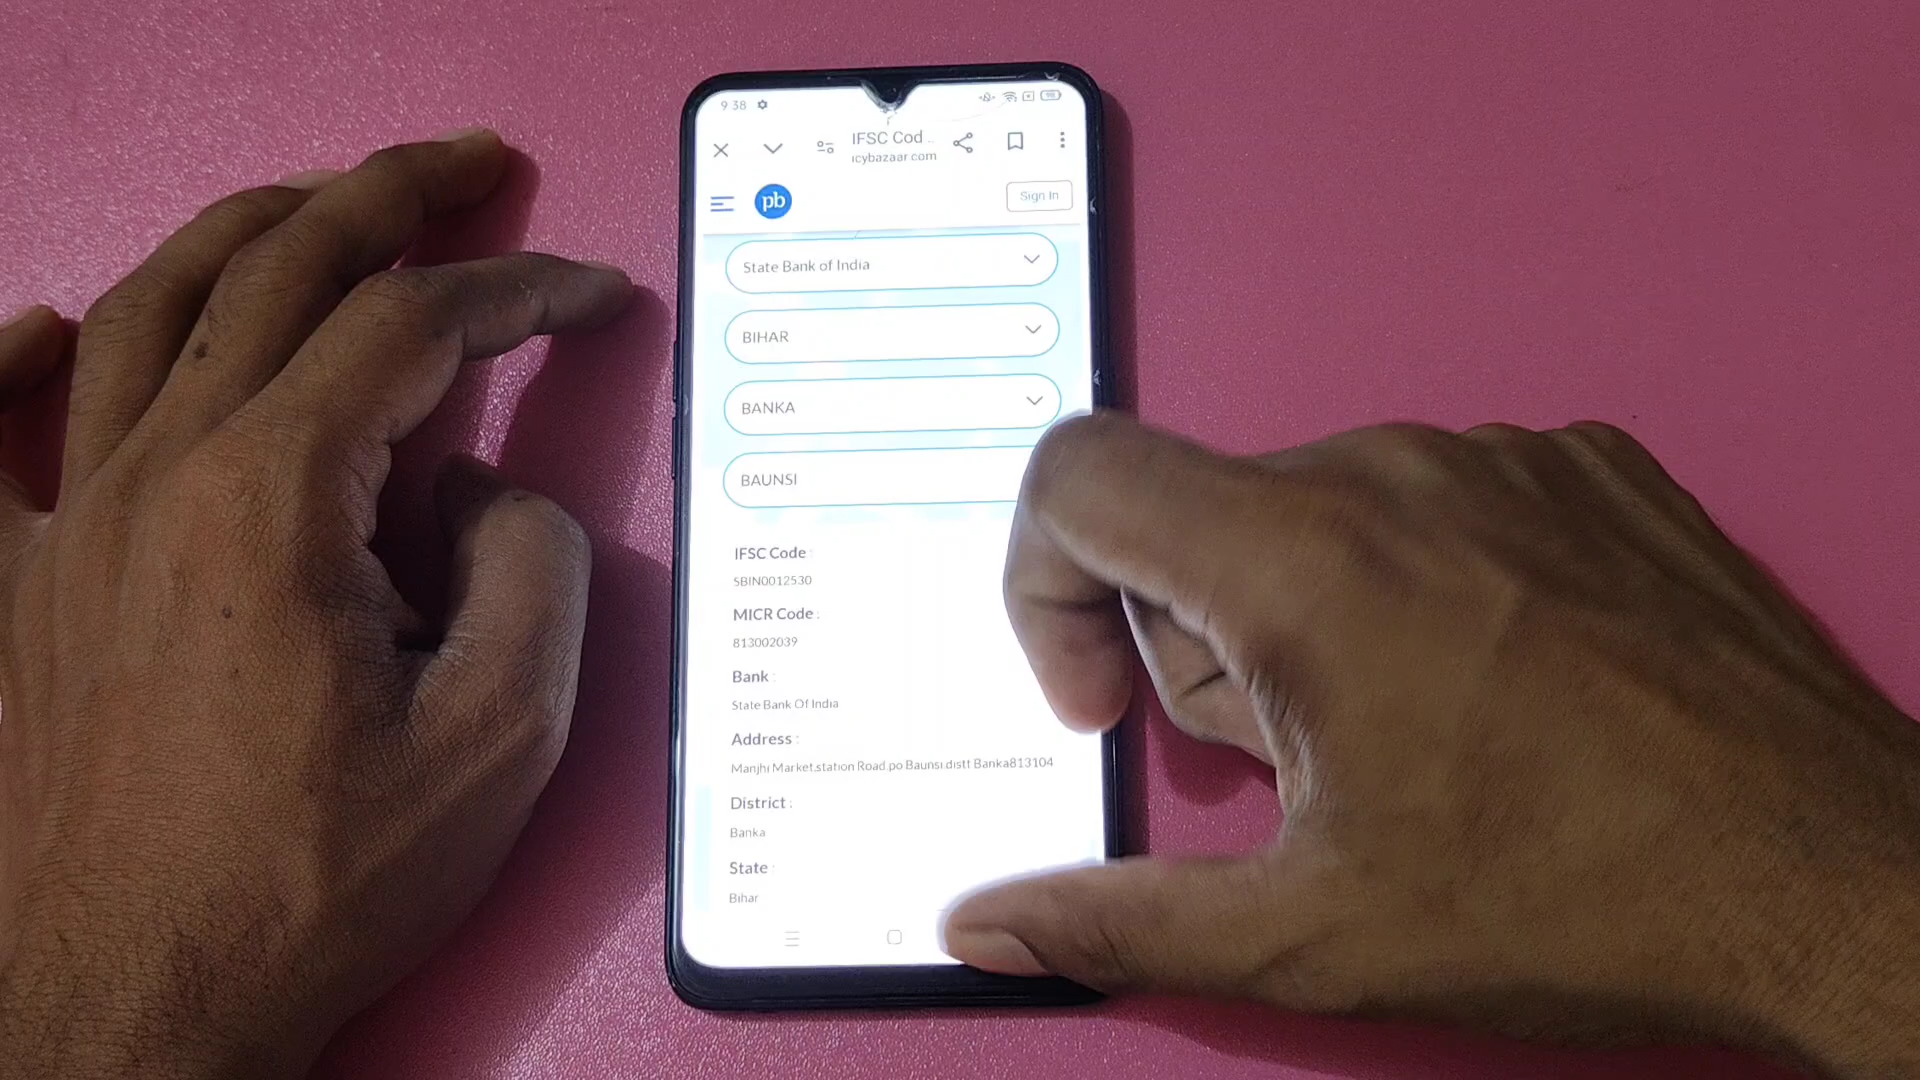 9 38
IFSC Cod ..
icybazaar com
pb
Sign In
State Bank of India
BIHAR
BANKA
BAUNSI
IFSC Code :
SBIN0012530
MICR Code :
813002039
Bank :
State Bank Of India
Address :
Manjhi Market.station Road.po Baunsi.distt Banka813104
District :
Banka
State :
Bihar